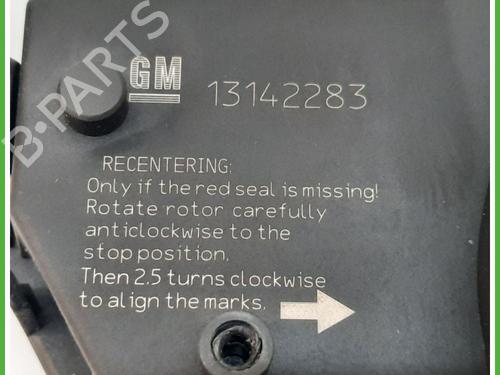 B-PARTS
GM
13142283
RECENTERING:
Only if the red seal is missing!
Rotate rotor carefully
anticlockwise to the
stop position.
Then 2.5 turns clockwise
to align the marks.